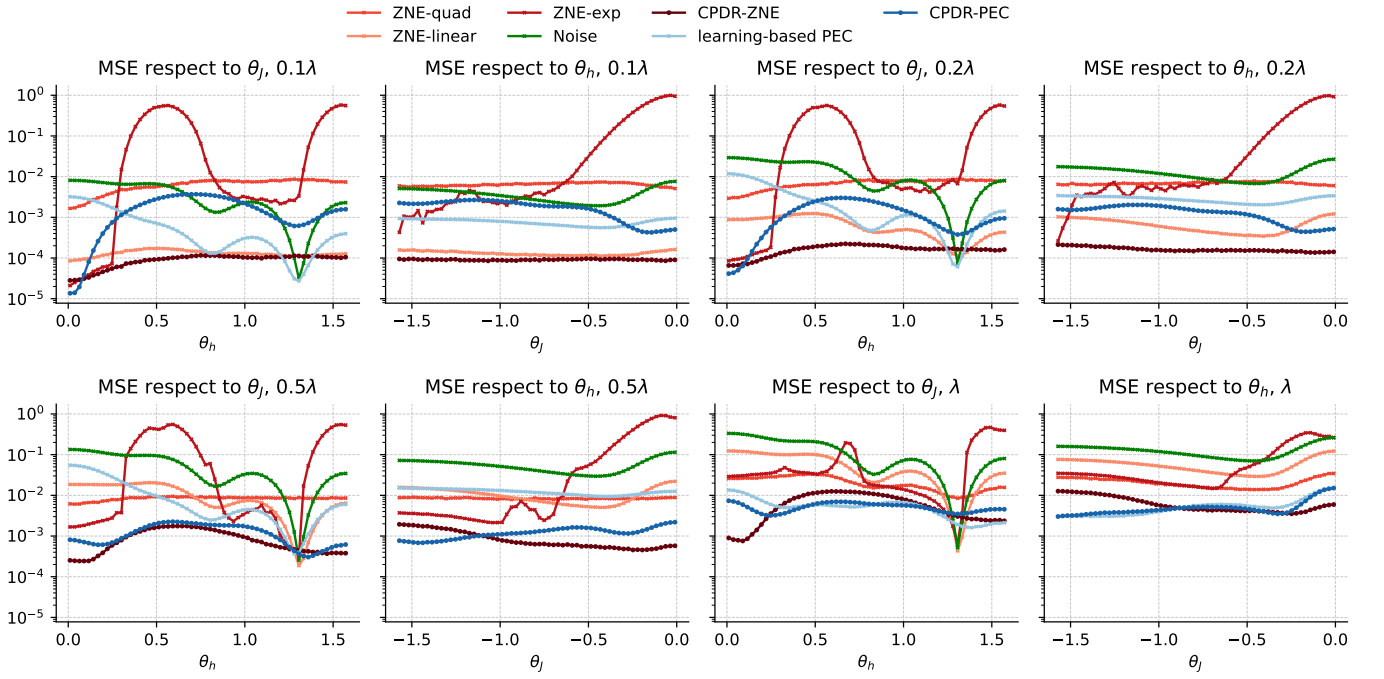 ZNE-quad ZNE-exp CPDR-ZNE CPDR-PEC
ZNE-linear Noise learning-based PEC
MSE respect to θ_J, 0.1λ MSE respect to θ_h, 0.1λ MSE respect to θ_J, 0.2λ MSE respect to θ_h, 0.2λ
10⁰
10⁻¹
10⁻²
10⁻³
10⁻⁴
10⁻⁵
0.0 0.5 1.0 1.5 −1.5 −1.0 −0.5 0.0 0.0 0.5 1.0 1.5 −1.5 −1.0 −0.5 0.0
θ_h θ_J θ_h θ_J
MSE respect to θ_J, 0.5λ MSE respect to θ_h, 0.5λ MSE respect to θ_J, λ MSE respect to θ_h, λ
10⁰
10⁻¹
10⁻²
10⁻³
10⁻⁴
10⁻⁵
0.0 0.5 1.0 1.5 −1.5 −1.0 −0.5 0.0 0.0 0.5 1.0 1.5 −1.5 −1.0 −0.5 0.0
θ_h θ_J θ_h θ_J